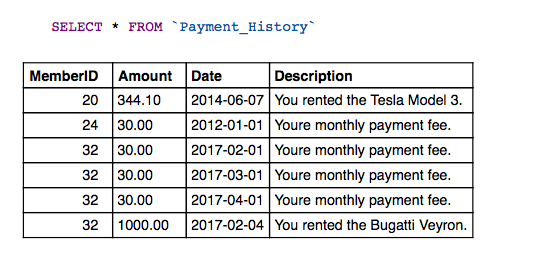 SELECT * FROM `Payment_History`
MemberID Amount Date Description
20 344.10 2014-06-07 You rented the Tesla Model 3.
24 30.00 2012-01-01 Youre monthly payment fee.
32 30.00 2017-02-01 Youre monthly payment fee.
32 30.00 2017-03-01 Youre monthly payment fee.
32 30.00 2017-04-01 Youre monthly payment fee.
32 1000.00 2017-02-04 You rented the Bugatti Veyron.